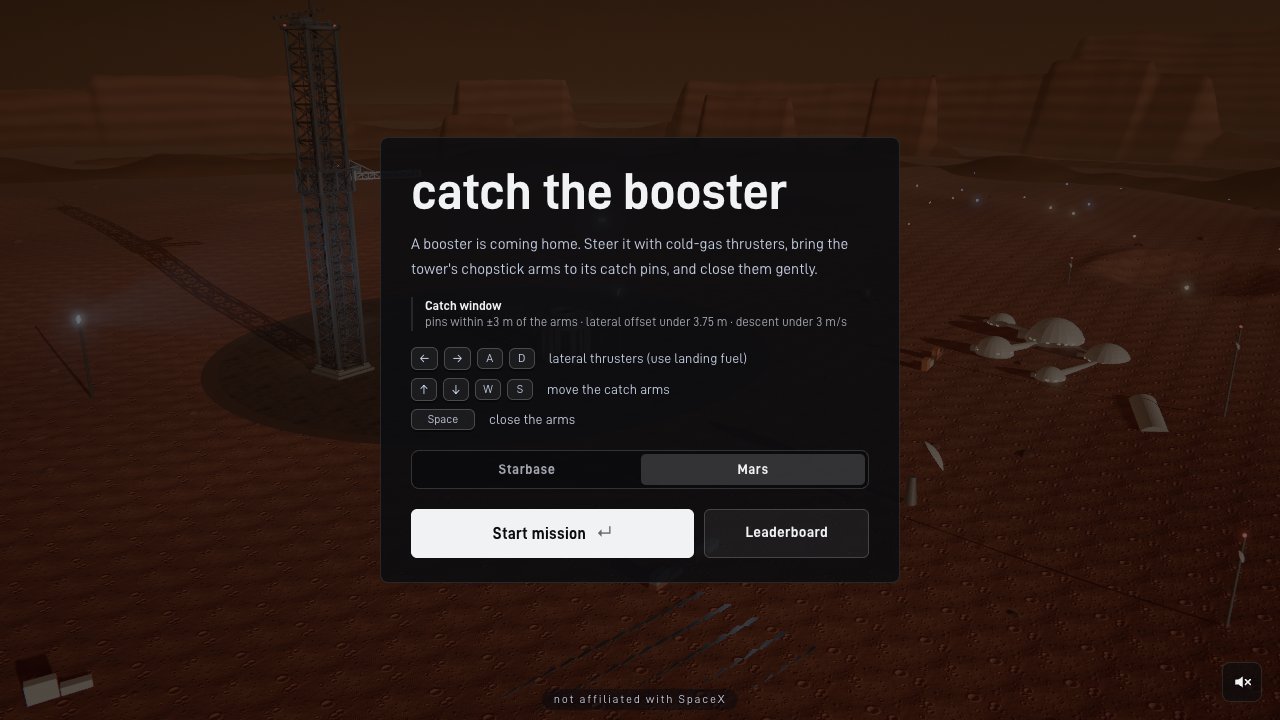 catch the booster
A booster is coming home. Steer it with cold-gas thrusters, bring the
tower's chopstick arms to its catch pins, and close them gently.
Catch window
pins within ±3 m of the arms · lateral offset under 3.75 m · descent under 3 m/s
← → A D lateral thrusters (use landing fuel)
↑ ↓ W S move the catch arms
Space close the arms
Starbase Mars
Start mission ↵ Leaderboard
not affiliated with SpaceX